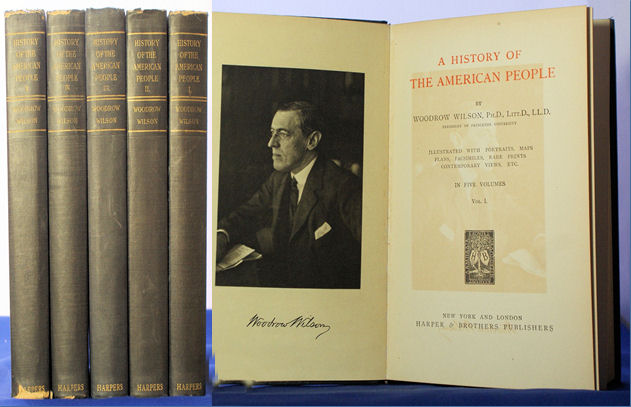 HISTORY
OF THE
AMERICAN
PEOPLE
V.
WOODROW
WILSON
HARPERS
HISTORY
OF THE
AMERICAN
PEOPLE
IV.
WOODROW
WILSON
HARPERS
HISTORY
OF THE
AMERICAN
PEOPLE
III.
WOODROW
WILSON
HARPERS
HISTORY
OF THE
AMERICAN
PEOPLE
II.
WOODROW
WILSON
HARPERS
HISTORY
OF THE
AMERICAN
PEOPLE
I.
WOODROW
WILSON
HARPERS
Woodrow Wilson
A HISTORY OF
THE AMERICAN PEOPLE
BY
WOODROW WILSON, PH.D., LITT.D., LL.D.
PRESIDENT OF PRINCETON UNIVERSITY
ILLUSTRATED WITH PORTRAITS, MAPS
PLANS, FACSIMILES, RARE PRINTS
CONTEMPORARY VIEWS, ETC.
IN FIVE VOLUMES
VOL. I.
NEW YORK AND LONDON
HARPER & BROTHERS PUBLISHERS